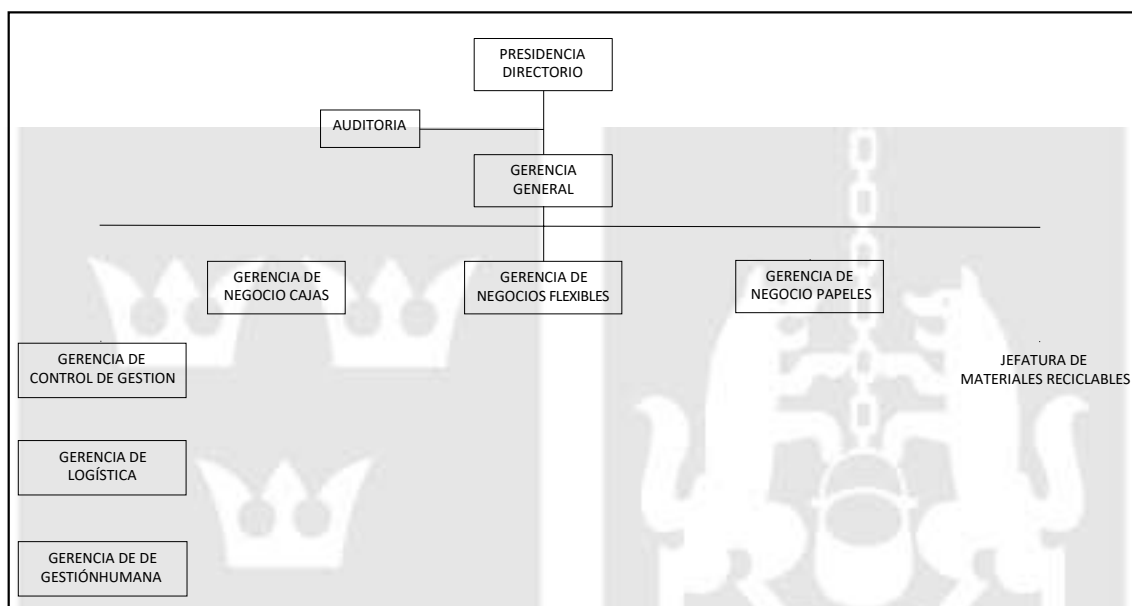 PRESIDENCIA
DIRECTORIO
AUDITORIA
GERENCIA
GENERAL
GERENCIA DE
NEGOCIO CAJAS
GERENCIA DE
NEGOCIOS FLEXIBLES
GERENCIA DE
NEGOCIO PAPELES
GERENCIA DE
CONTROL DE GESTION
JEFATURA DE
MATERIALES RECICLABLES
GERENCIA DE
LOGÍSTICA
GERENCIA DE DE
GESTIÓNHUMANA